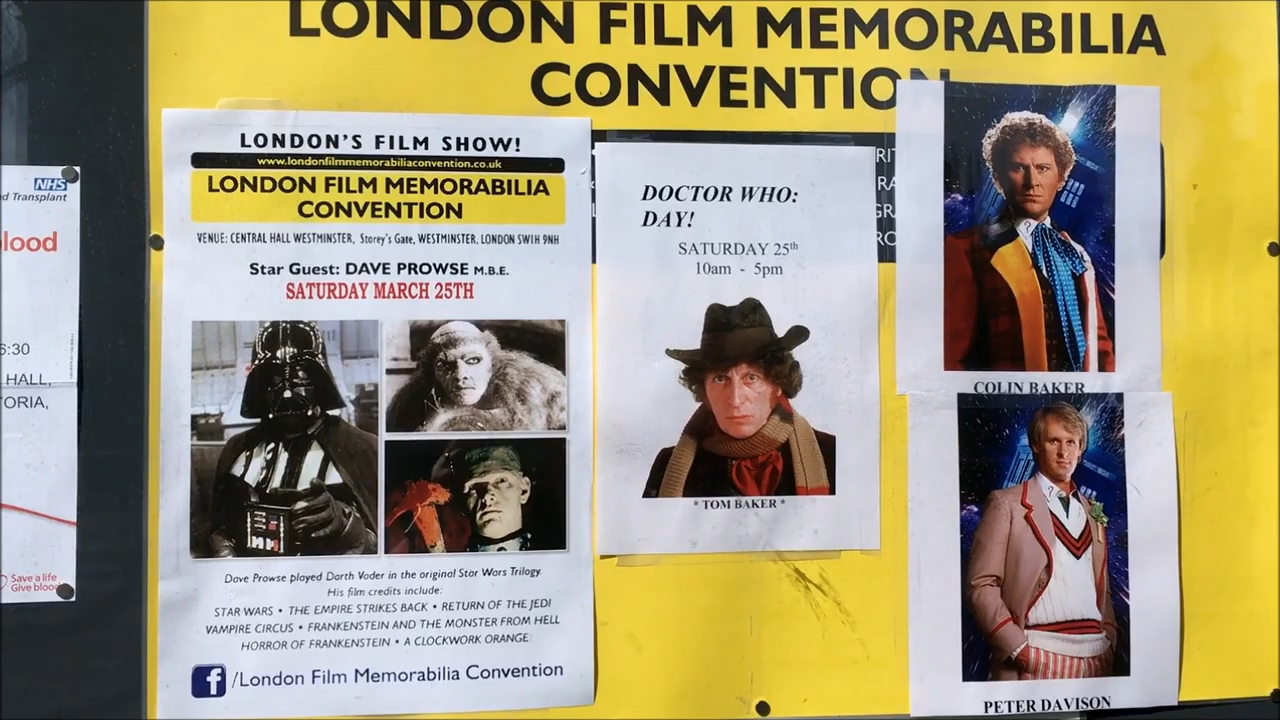 LONDON FILM MEMORABILIA
CONVENTION
NHS
d Transplant
lood
6:30
HALL,
TORIA,
Save a life
Give blood
LONDON'S FILM SHOW!
www.londonfilmmemorabiliaconvention.co.uk
LONDON FILM MEMORABILIA
CONVENTION
VENUE: CENTRAL HALL WESTMINSTER, Storey's Gate, WESTMINSTER, LONDON SW1H 9NH
Star Guest: DAVE PROWSE M.B.E.
SATURDAY MARCH 25TH
Dave Prowse played Darth Vader in the original Star Wars Trilogy.
His film credits include:
STAR WARS • THE EMPIRE STRIKES BACK • RETURN OF THE JEDI
VAMPIRE CIRCUS • FRANKENSTEIN AND THE MONSTER FROM HELL
HORROR OF FRANKENSTEIN • A CLOCKWORK ORANGE
f /London Film Memorabilia Convention
DOCTOR WHO:
DAY!
SATURDAY 25th
10am - 5pm
* TOM BAKER *
COLIN BAKER
PETER DAVISON